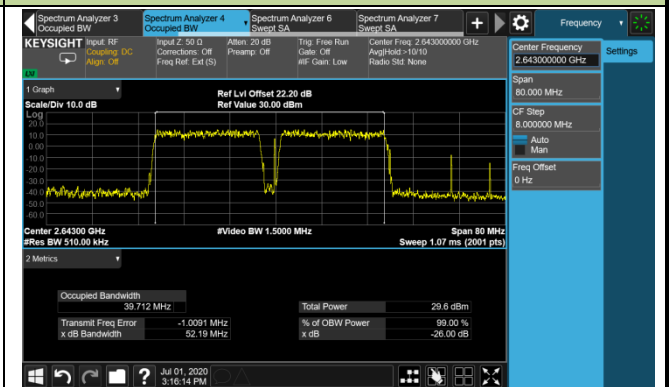 Spectrum Analyzer 3 Spectrum Analyzer 4 Spectrum Analyzer 6 Spectrum Analyzer 7 Frequency
Occupied BW Occupied BW Swept SA Swept SA
KEYSIGHT Input: RF Input Z: 50 Ω Atten: 20 dB Trig: Free Run Center Freq: 2.643000000 GHz
Coupling: DC Corrections: Off Preamp: Off Gate: Off Avg|Hold:>10/10
Align: Off Freq Ref: Ext (S) #IF Gain: Low Radio Std: None
LXI
Center Frequency
2.643000000 GHz
Settings
Span
80.000 MHz
CF Step
8.000000 MHz
Auto
Man
Freq Offset
0 Hz
1 Graph
Ref Lvl Offset 22.20 dB
Scale/Div 10.0 dB Ref Value 30.00 dBm
Log
20.0
10.0
0.00
-10.0
-20.0
-30.0
-40.0
-50.0
-60.0
Center 2.64300 GHz #Video BW 1.5000 MHz Span 80 MHz
#Res BW 510.00 kHz Sweep 1.07 ms (2001 pts)
2 Metrics
Occupied Bandwidth
39.712 MHz Total Power 29.6 dBm
Transmit Freq Error -1.0091 MHz % of OBW Power 99.00 %
x dB Bandwidth 52.19 MHz x dB -26.00 dB
Jul 01, 2020
3:16:14 PM